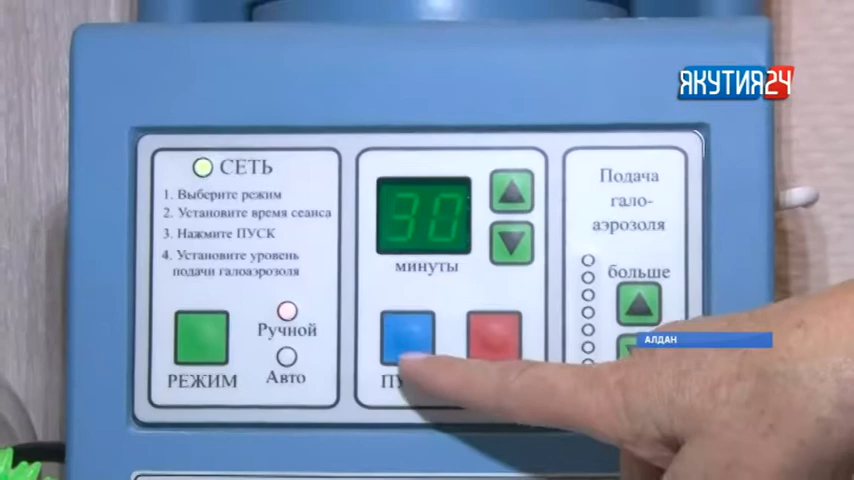 ЯКУТИЯ24
СЕТЬ
1. Выберите режим
2. Установите время сеанса
3. Нажмите ПУСК
4. Установите уровень
подачи галоаэрозоля
Ручной
Авто
РЕЖИМ
30
минуты
Подача
гало-
аэрозоля
больше
АЛДАН